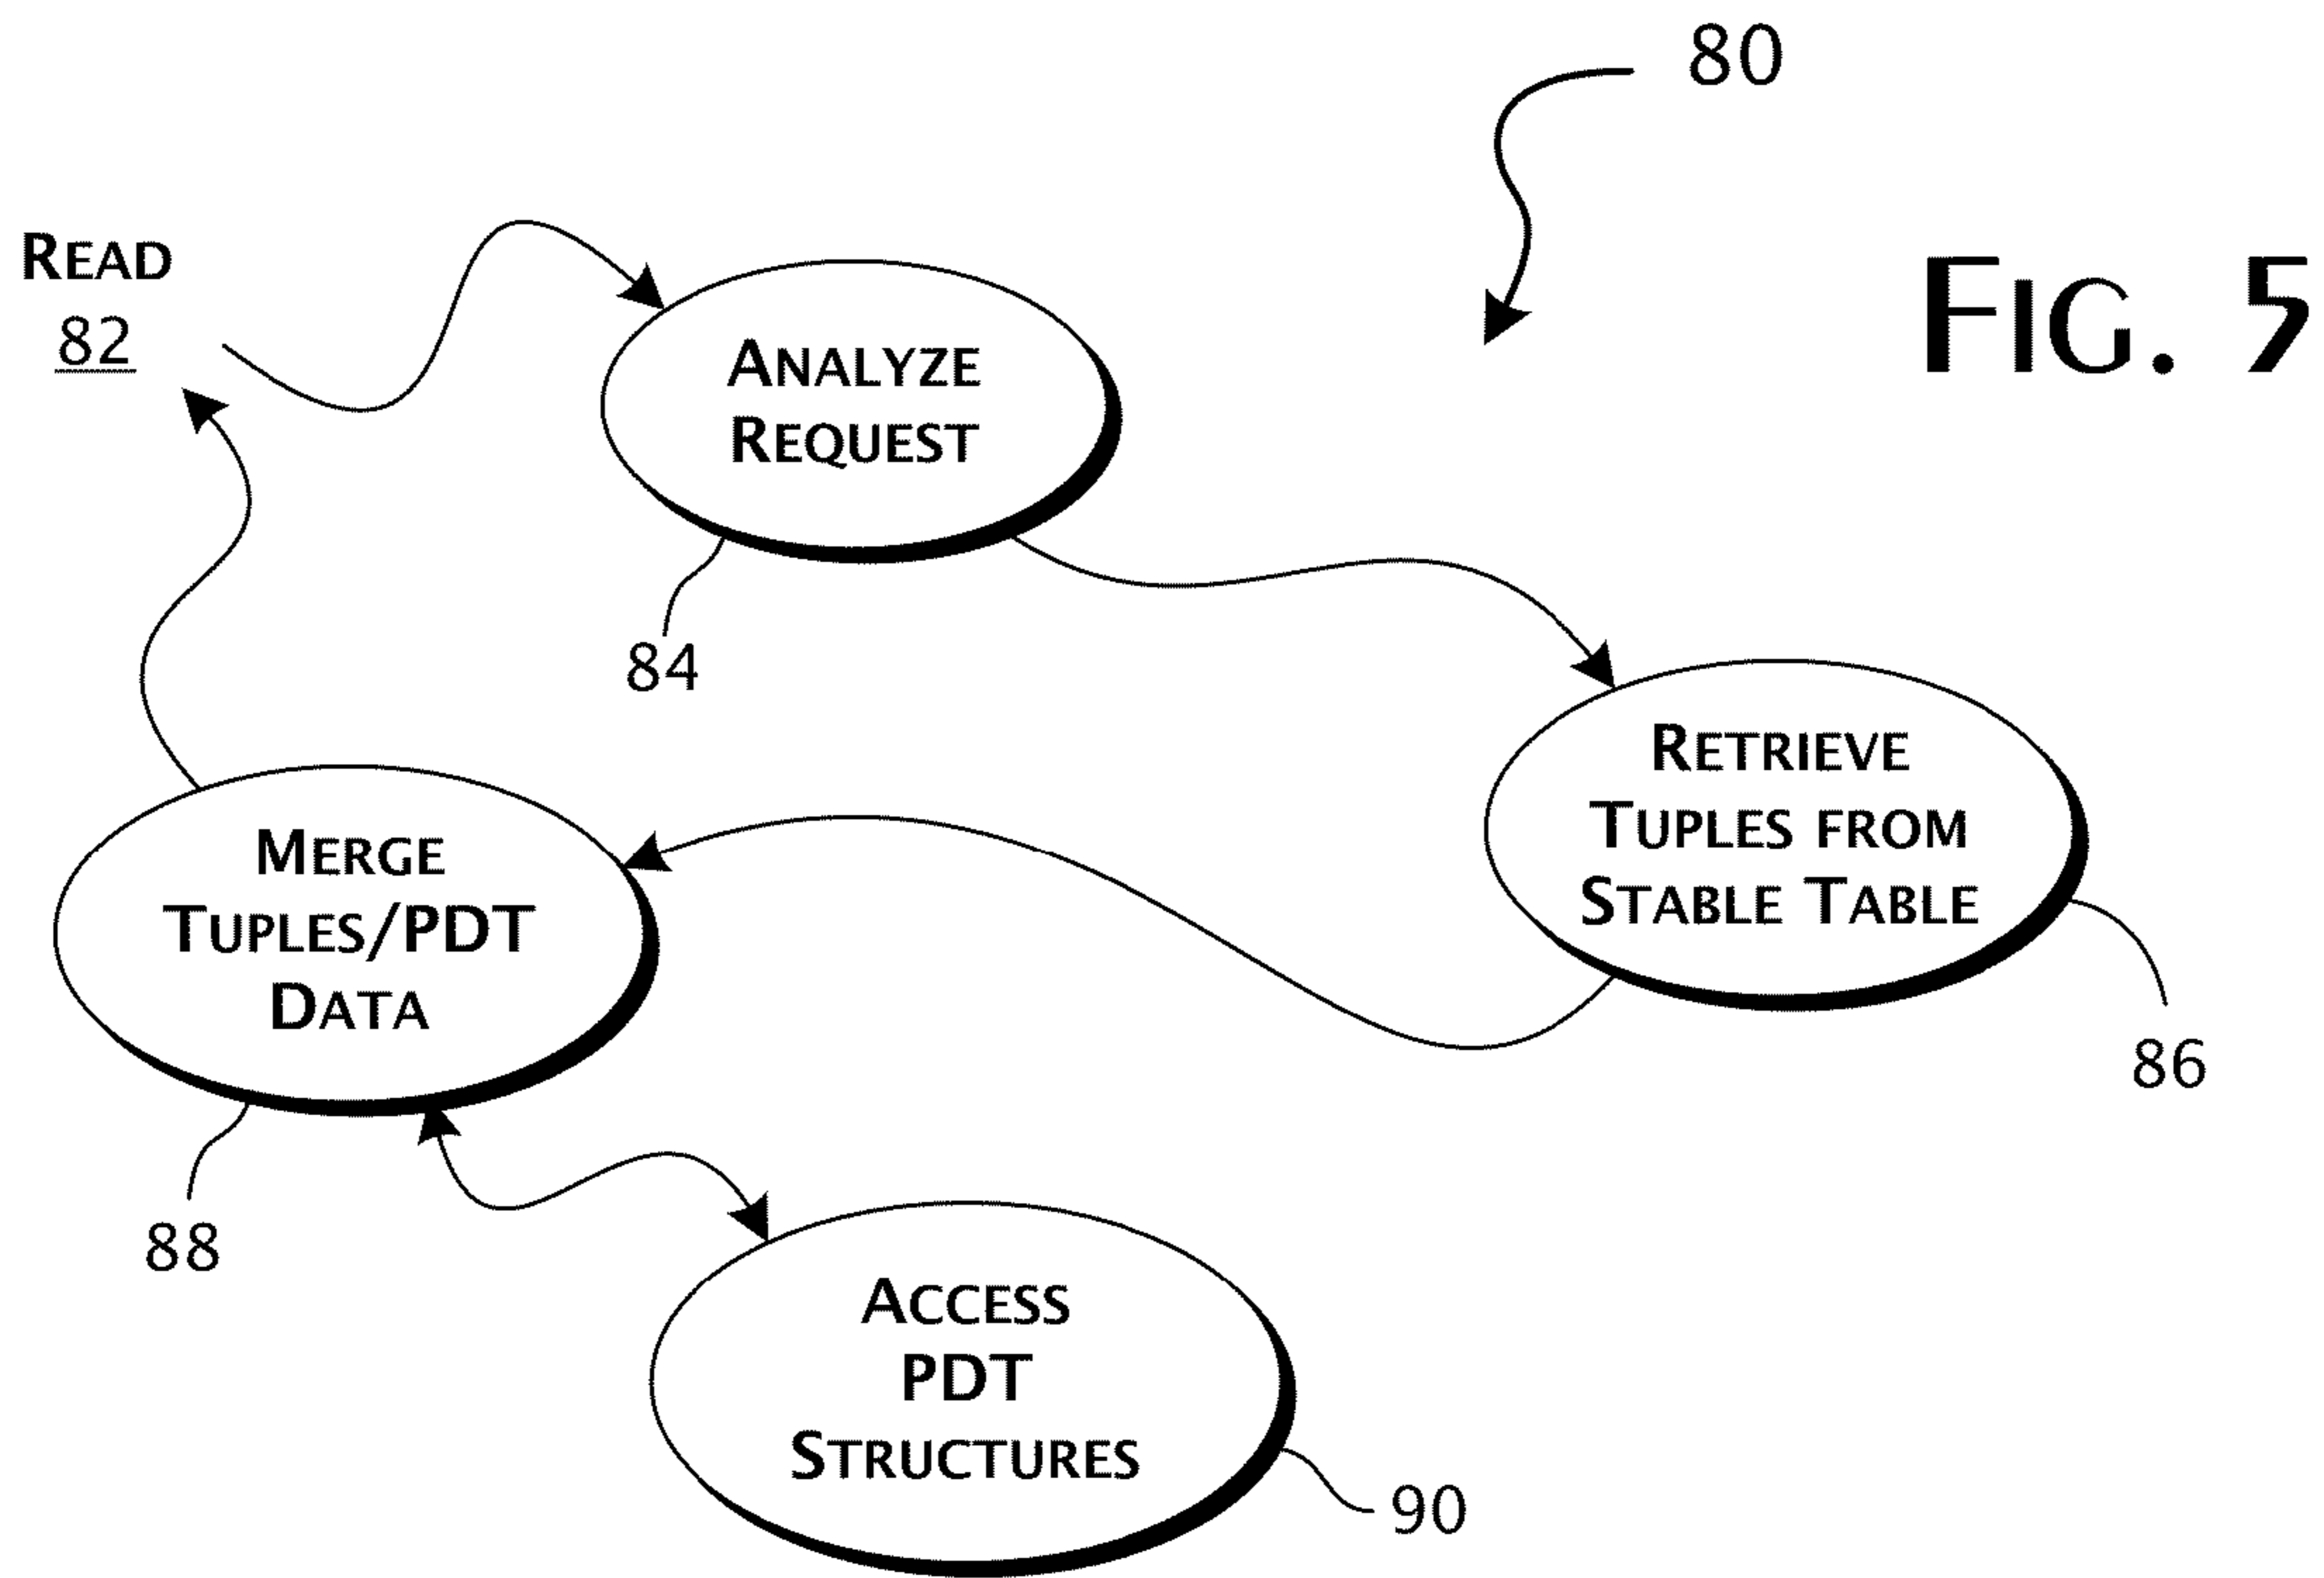 80
FIG. 5
READ
82
ANALYZE
REQUEST
84
RETRIEVE
TUPLES FROM
STABLE TABLE
86
MERGE
TUPLES/PDT
DATA
88
ACCESS
PDT
STRUCTURES
90